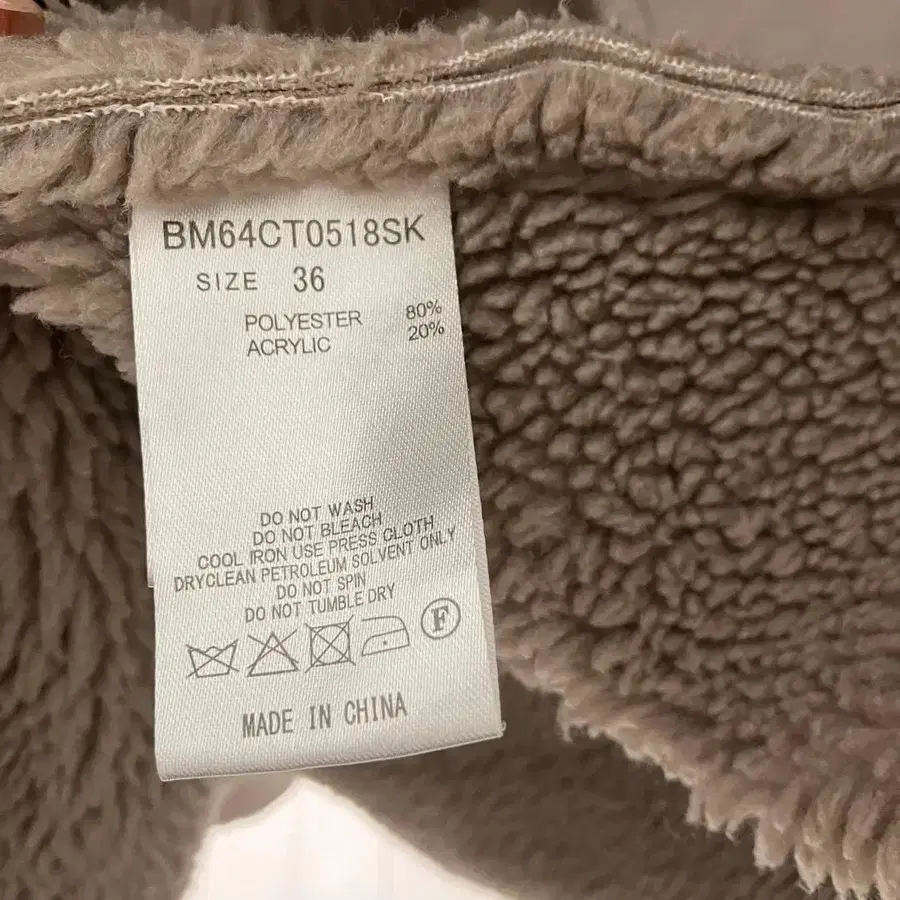 BM64CT0518SK
SIZE 36
POLYESTER 80%
ACRYLIC 20%
DO NOT WASH
DO NOT BLEACH
COOL IRON USE PRESS CLOTH
DRYCLEAN PETROLEUM SOLVENT ONLY
DO NOT SPIN
DO NOT TUMBLE DRY
F
MADE IN CHINA